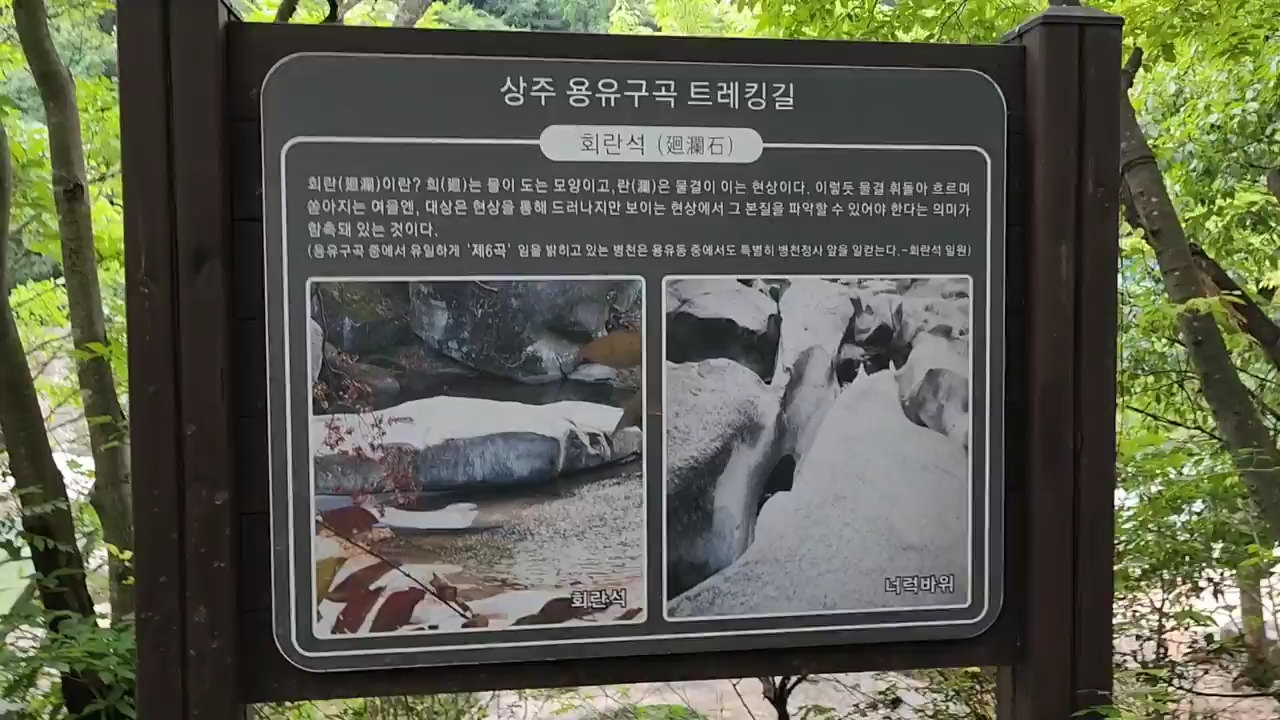 상주 용유구곡 트레킹길
회란석 (廻瀾石)
회란(廻瀾)이란? 회(廻)는 물이 도는 모양이고,란(瀾)은 물결이 이는 현상이다. 이렇듯 물결 휘돌아 흐르며
쏟아지는 여울엔, 대상은 현상을 통해 드러나지만 보이는 현상에서 그 본질을 파악할 수 있어야 한다는 의미가
함축돼 있는 것이다.
(용유구곡 중에서 유일하게 '제6곡' 임을 밝히고 있는 병천은 용유동 중에서도 특별히 병천정사 앞을 일컫는다.-회란석 일원)
회란석
너럭바위